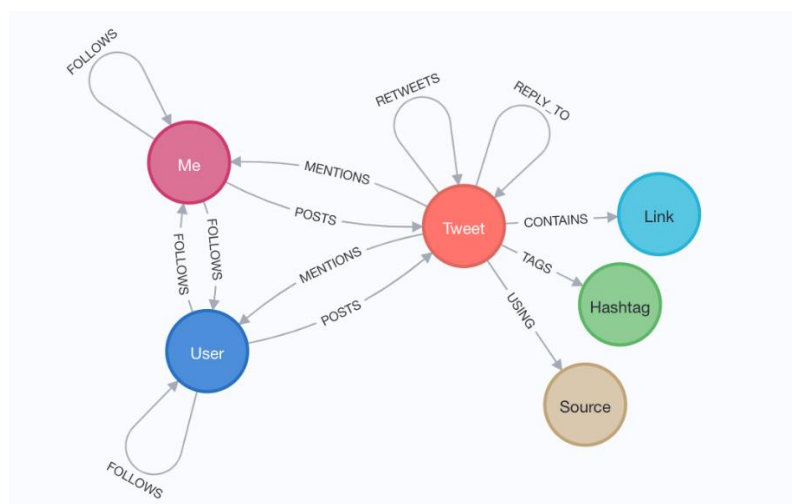 FOLLOWS
RETWEETS
REPLY_TO
Me
MENTIONS
POSTS
Tweet
CONTAINS
Link
FOLLOWS
FOLLOWS
MENTIONS
TAGS
Hashtag
USING
POSTS
User
Source
FOLLOWS